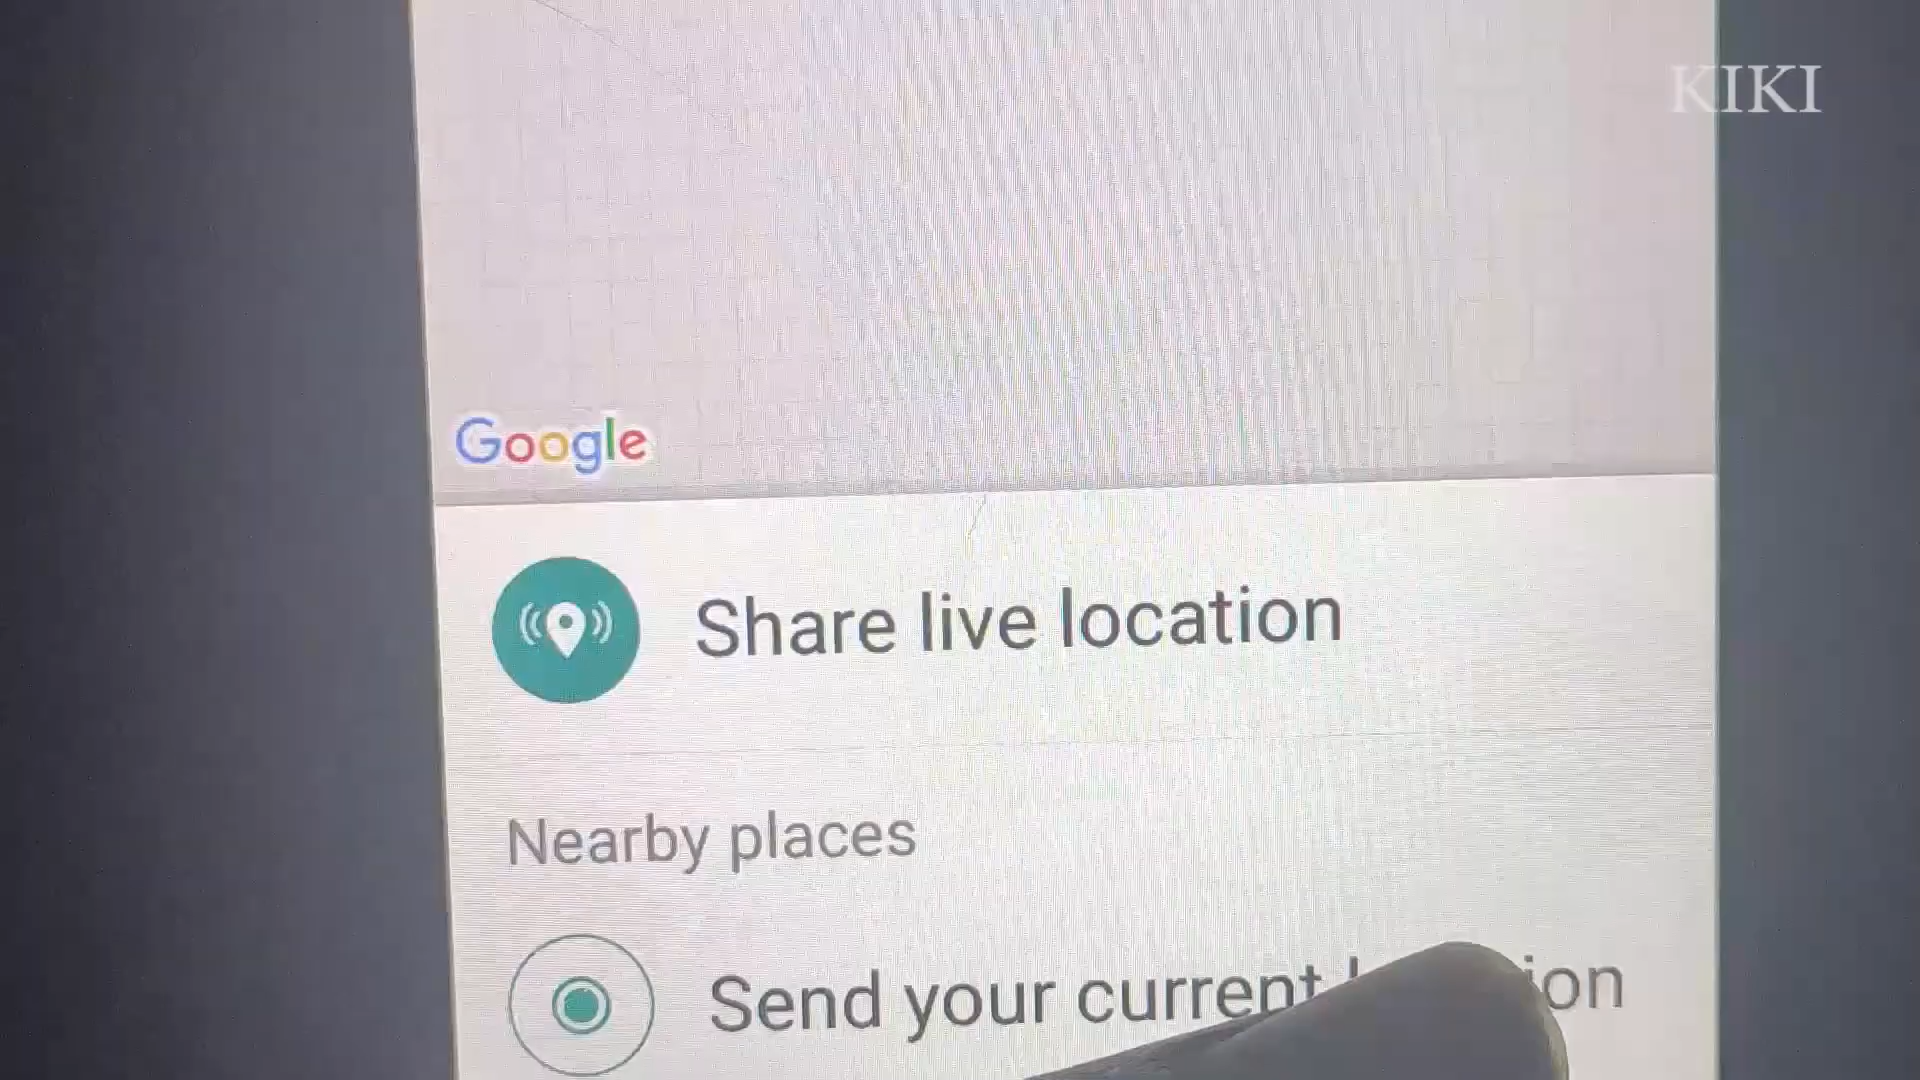 KIKI
Google
Share live location
Nearby places
Send your current